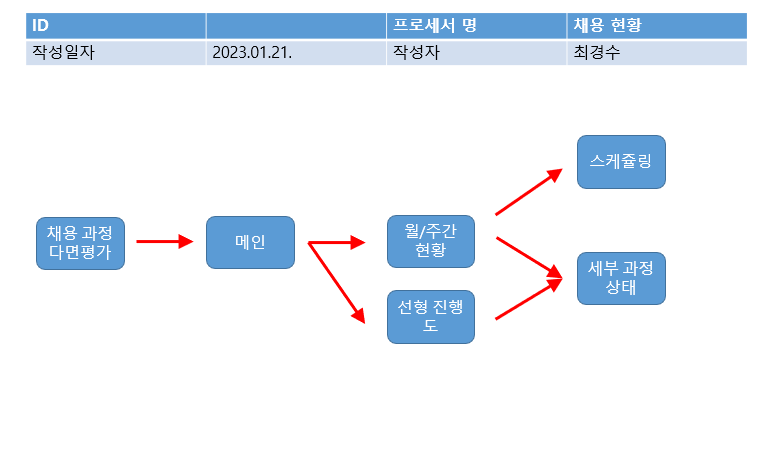 ID 프로세서 명 채용 현황
작성일자 2023.01.21. 작성자 최경수
스케쥴링
채용 과정
다면평가
메인
월/주간
현황
세부 과정
상태
선형 진행
도